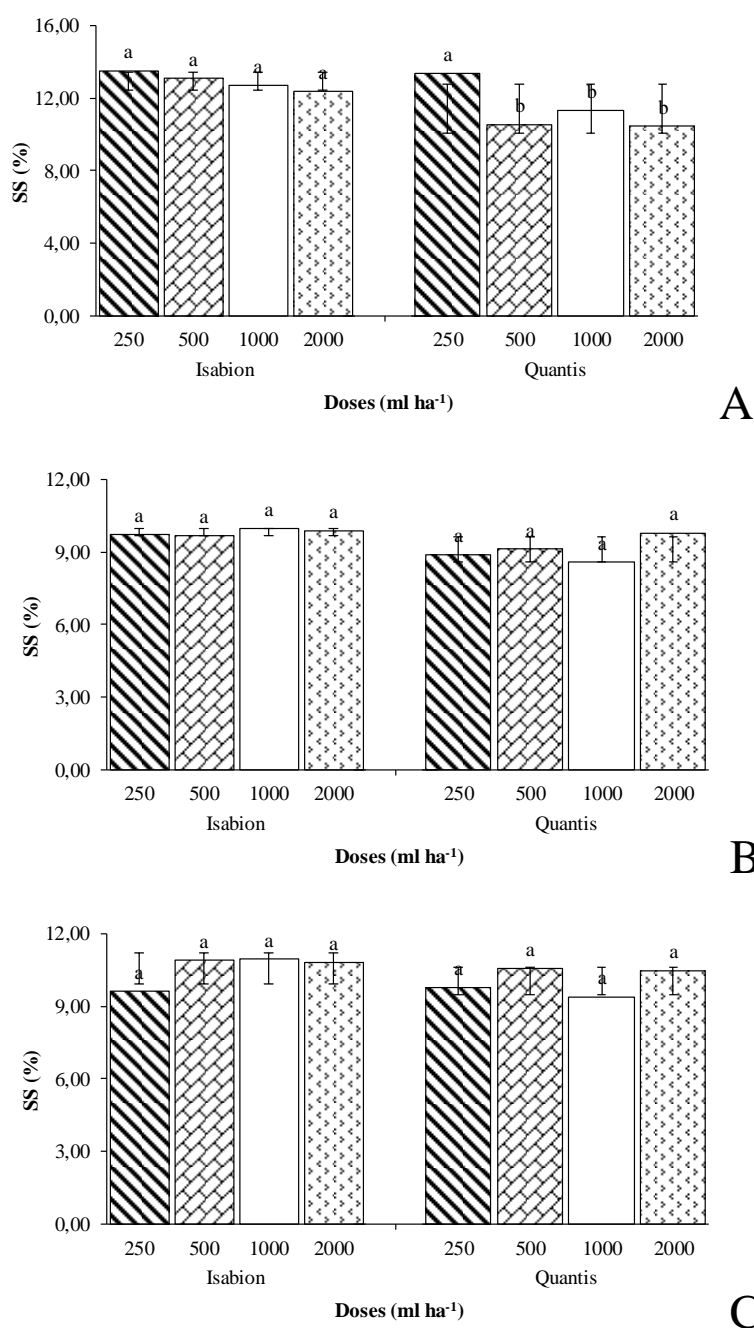 16,00
a a a a a
12,00
b b b
8,00
SS (%)
4,00
0,00
250 500 1000 2000 250 500 1000 2000
Isabion Quantis
Doses (ml ha-1)
A
12,00
a a a a a a a a
9,00
SS (%)
6,00
3,00
0,00
250 500 1000 2000 250 500 1000 2000
Isabion Quantis
Doses (ml ha-1)
B
12,00
a a a a a a a a
9,00
SS (%)
6,00
3,00
0,00
250 500 1000 2000 250 500 1000 2000
Isabion Quantis
Doses (ml ha-1)
C